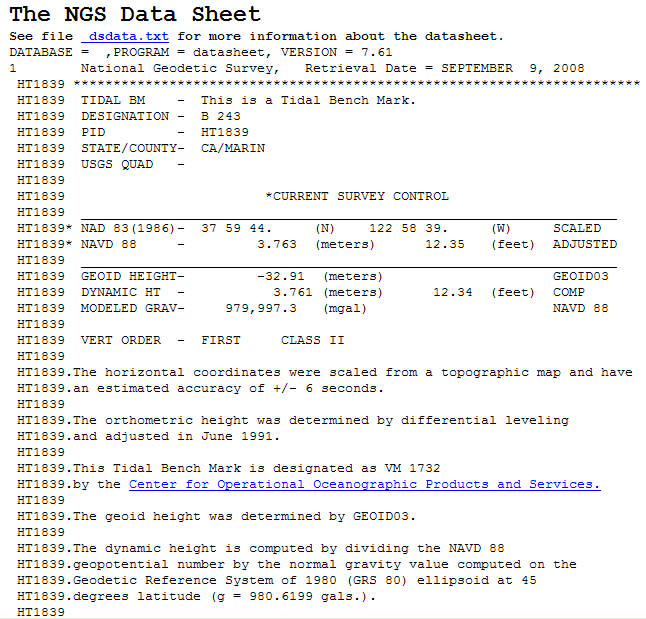 The NGS Data Sheet
See file dsdata.txt for more information about the datasheet.
DATABASE =  ,PROGRAM = datasheet, VERSION = 7.61
1        National Geodetic Survey,   Retrieval Date = SEPTEMBER  9, 2008
 HT1839 ***********************************************************************
 HT1839  TIDAL BM    -  This is a Tidal Bench Mark.
 HT1839  DESIGNATION -  B 243
 HT1839  PID         -  HT1839
 HT1839  STATE/COUNTY-  CA/MARIN
 HT1839  USGS QUAD   -
 HT1839
 HT1839                         *CURRENT SURVEY CONTROL
 HT1839
 HT1839* NAD 83(1986)-  37 59 44.     (N)    122 58 39.     (W)     SCALED
 HT1839* NAVD 88     -         3.763  (meters)      12.35   (feet)  ADJUSTED
 HT1839
 HT1839  GEOID HEIGHT-        -32.91  (meters)                     GEOID03
 HT1839  DYNAMIC HT  -          3.761 (meters)       12.34  (feet)  COMP
 HT1839  MODELED GRAV-    979,997.3   (mgal)                       NAVD 88
 HT1839
 HT1839  VERT ORDER  -  FIRST     CLASS II
 HT1839
 HT1839.The horizontal coordinates were scaled from a topographic map and have
 HT1839.an estimated accuracy of +/- 6 seconds.
 HT1839
 HT1839.The orthometric height was determined by differential leveling
 HT1839.and adjusted in June 1991.
 HT1839
 HT1839.This Tidal Bench Mark is designated as VM 1732
 HT1839.by the Center for Operational Oceanographic Products and Services.
 HT1839
 HT1839.The geoid height was determined by GEOID03.
 HT1839
 HT1839.The dynamic height is computed by dividing the NAVD 88
 HT1839.geopotential number by the normal gravity value computed on the
 HT1839.Geodetic Reference System of 1980 (GRS 80) ellipsoid at 45
 HT1839.degrees latitude (g = 980.6199 gals.).
 HT1839